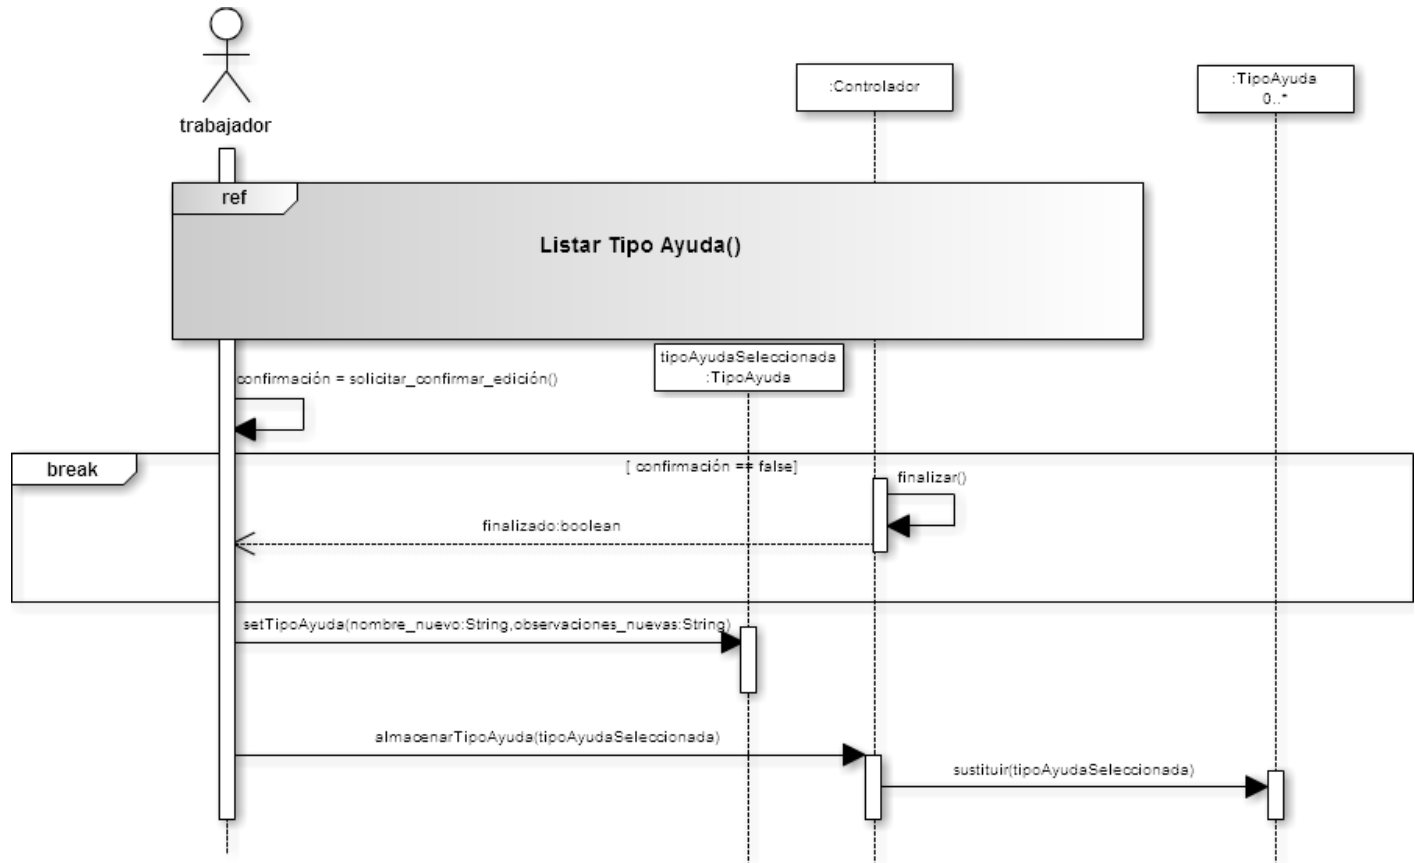 trabajador
:Controlador
:TipoAyuda
0..*
ref
Listar Tipo Ayuda()
tipoAyudaSeleccionada
:TipoAyuda
confirmación = solicitar_confirmar_edición()
break
[ confirmación == false]
finalizar()
finalizado:boolean
setTipoAyuda(nombre_nuevo:String,observaciones_nuevas:String)
almacenarTipoAyuda(tipoAyudaSeleccionada)
sustituir(tipoAyudaSeleccionada)